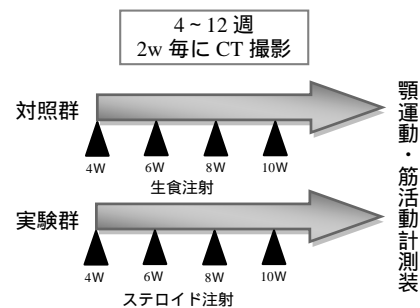 4～12 週
2w 毎に CT 撮影
対照群
4W 6W 8W 10W
生食注射
実験群
4W 6W 8W 10W
ステロイド注射
顎運動・筋活動計測装